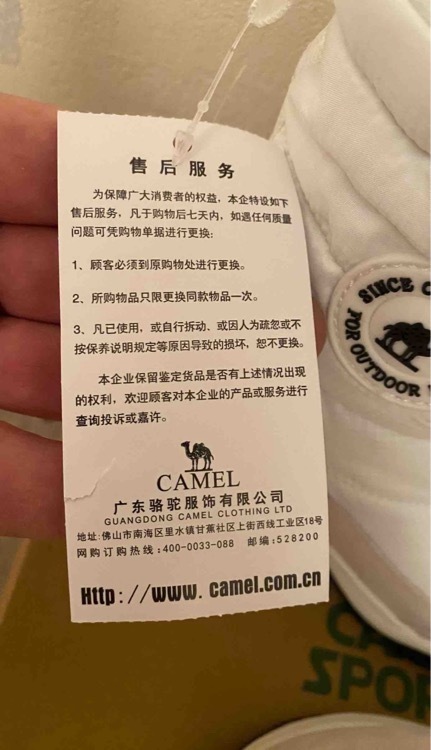 售后服务
为保障广大消费者的权益，本企特设如下
售后服务，凡于购物后七天内，如遇任何质量
问题可凭购物单据进行更换：
1、顾客必须到原购物处进行更换。
2、所购物品只限更换同款物品一次。
3、凡已使用，或自行拆动、或因人为疏忽或不
按保养说明规定等原因导致的损坏，恕不更换。
本企业保留鉴定货品是否有上述情况出现
的权利，欢迎顾客对本企业的产品或服务进行
查询投诉或嘉许。
CAMEL
广东骆驼服饰有限公司
GUANGDONG CAMEL CLOTHING LTD
地址:佛山市南海区里水镇甘蕉社区上街西线工业区18号
网购订购热线:400-0033-088 邮编:528200
Http://www.camel.com.cn
SINCE
FOR OUTDOOR
SPOR